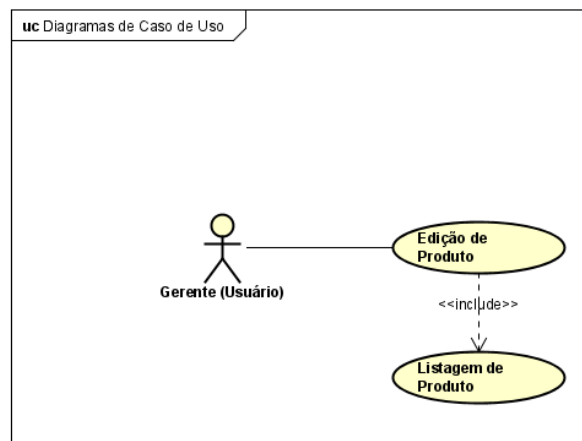 uc Diagramas de Caso de Uso
Edição de
Produto
Gerente (Usuário)
<<include>>
Listagem de
Produto